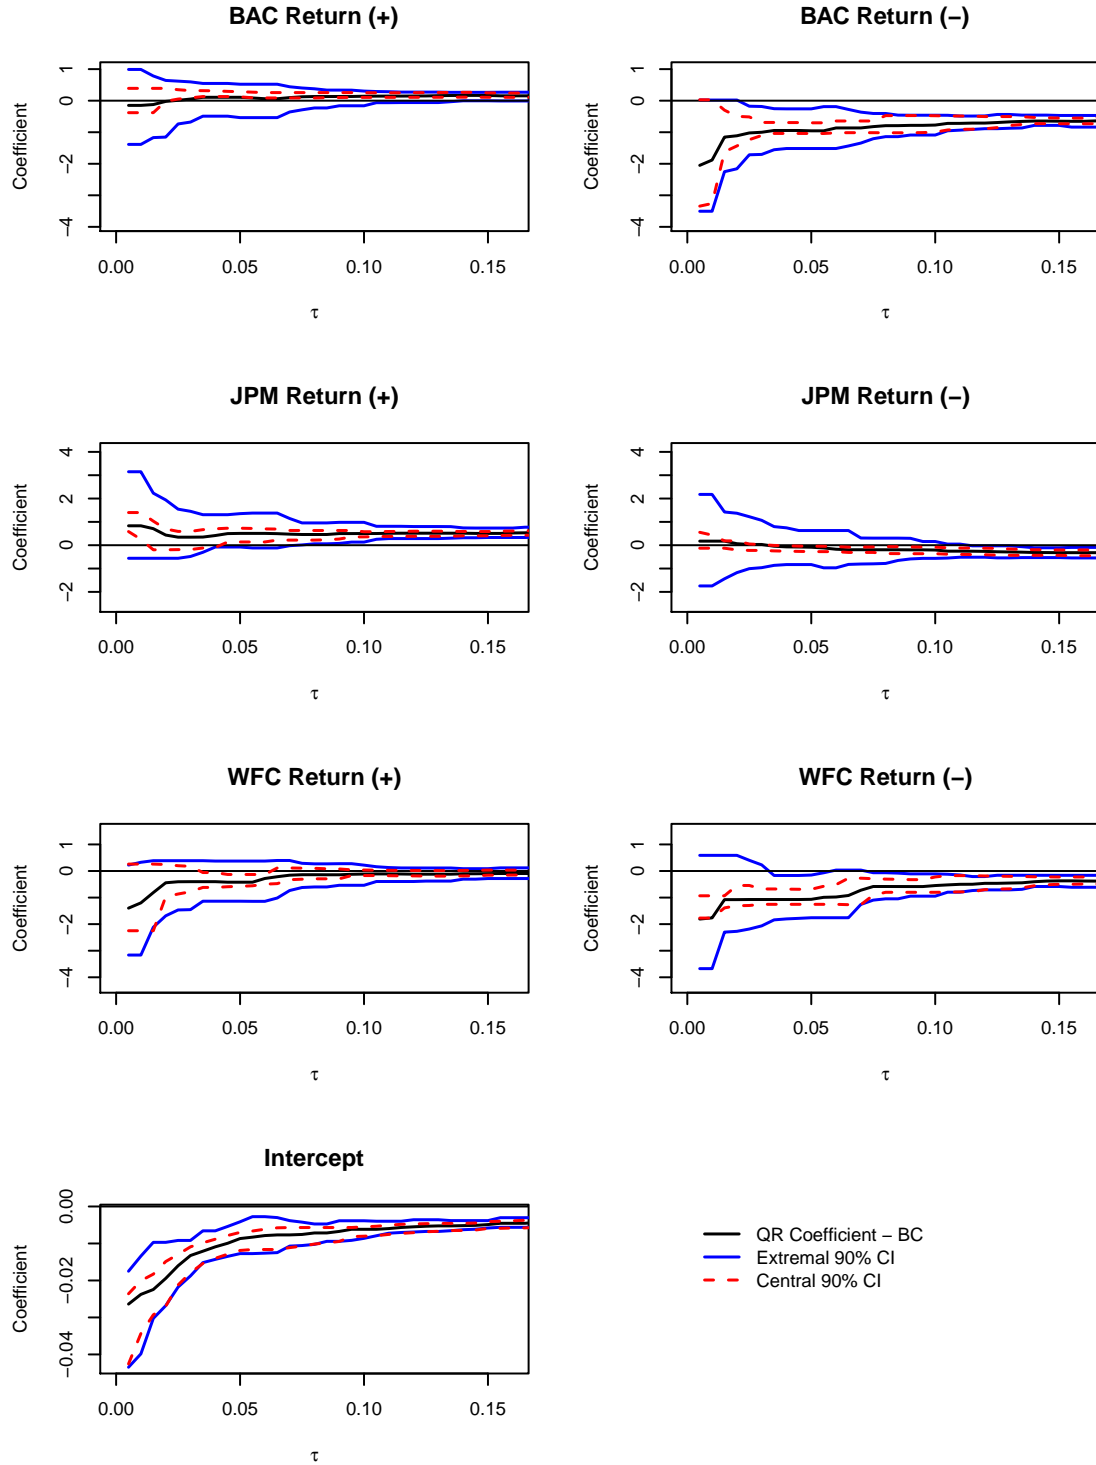 BAC Return (+)
Coefficient
1
0
−2
−4
0.00 0.05 0.10 0.15
τ
BAC Return (−)
Coefficient
1
0
−2
−4
0.00 0.05 0.10 0.15
τ
JPM Return (+)
Coefficient
4
2
0
−2
0.00 0.05 0.10 0.15
τ
JPM Return (−)
Coefficient
4
2
0
−2
0.00 0.05 0.10 0.15
τ
WFC Return (+)
Coefficient
1
0
−2
−4
0.00 0.05 0.10 0.15
τ
WFC Return (−)
Coefficient
1
0
−2
−4
0.00 0.05 0.10 0.15
τ
Intercept
Coefficient
0.00
−0.02
−0.04
0.00 0.05 0.10 0.15
τ
QR Coefficient − BC
Extremal 90% CI
Central 90% CI